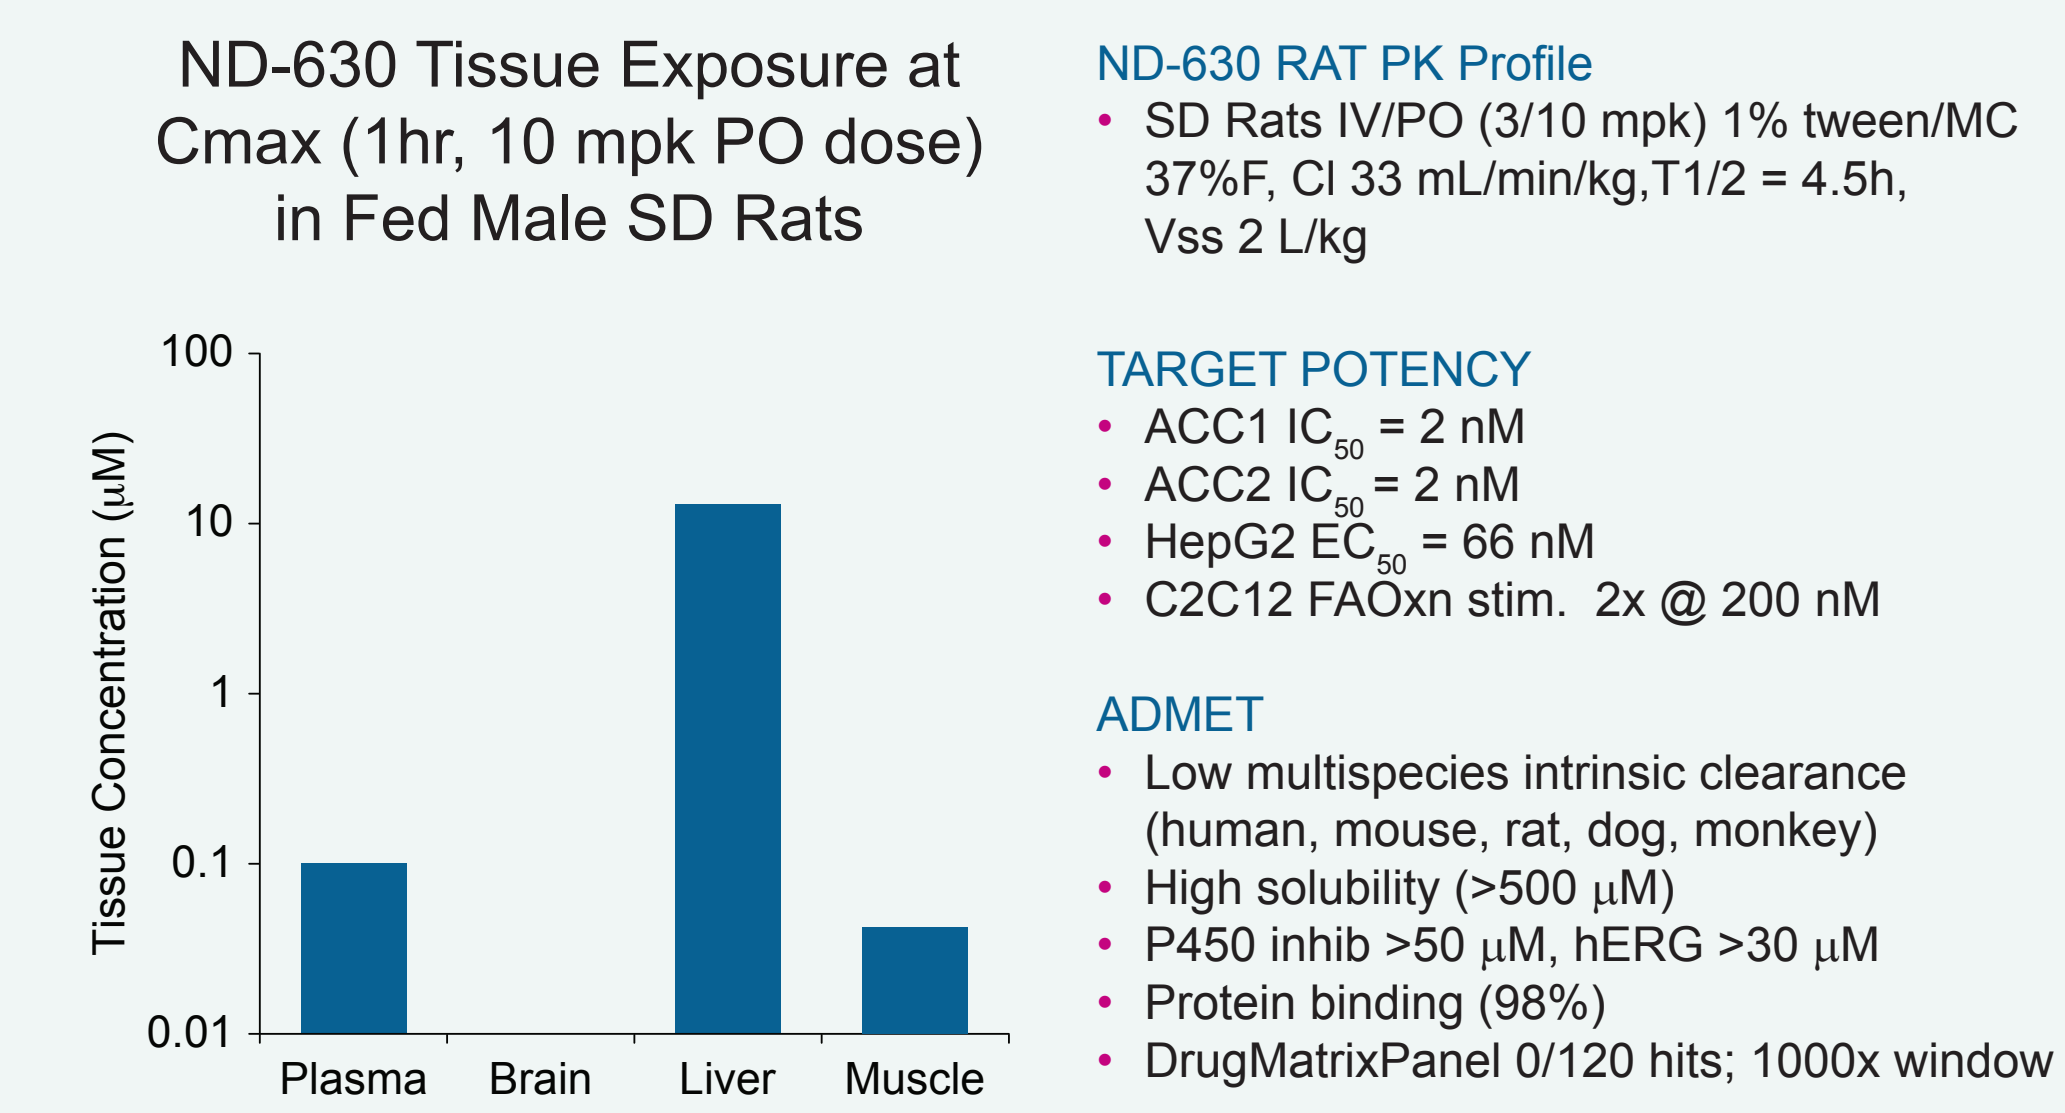 ND-630 Tissue Exposure at
Cmax (1hr, 10 mpk PO dose)
in Fed Male SD Rats
100
10
1
0.1
0.01
Tissue Concentration (μM)
Plasma Brain Liver Muscle
ND-630 RAT PK Profile
• SD Rats IV/PO (3/10 mpk) 1% tween/MC
37%F, Cl 33 mL/min/kg,T1/2 = 4.5h,
Vss 2 L/kg
TARGET POTENCY
• ACC1 IC50 = 2 nM
• ACC2 IC50 = 2 nM
• HepG2 EC50 = 66 nM
• C2C12 FAOxn stim. 2x @ 200 nM
ADMET
• Low multispecies intrinsic clearance
(human, mouse, rat, dog, monkey)
• High solubility (>500 μM)
• P450 inhib >50 μM, hERG >30 μM
• Protein binding (98%)
• DrugMatrixPanel 0/120 hits; 1000x window